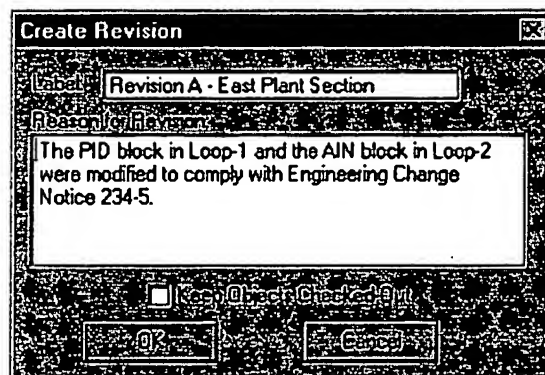 Create Revision
Label: Revision A - East Plant Section
Reason for Revision:
The PID block in Loop-1 and the AIN block in Loop-2
were modified to comply with Engineering Change
Notice 234-5.
Keep Objects Checked-Out
OK Cancel